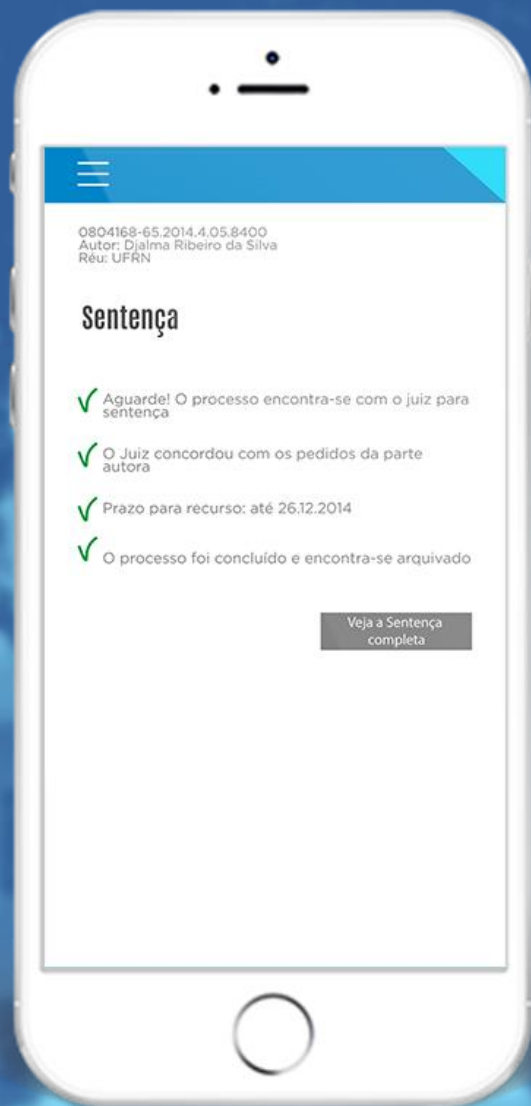 0804168-65.2014.4.05.8400
Autor: Djalma Ribeiro da Silva
Réu: UFRN
Sentença
Aguarde! O processo encontra-se com o juiz para
sentença
O Juiz concordou com os pedidos da parte
autora
Prazo para recurso: até 26.12.2014
O processo foi concluído e encontra-se arquivado
Veja a Sentença
completa